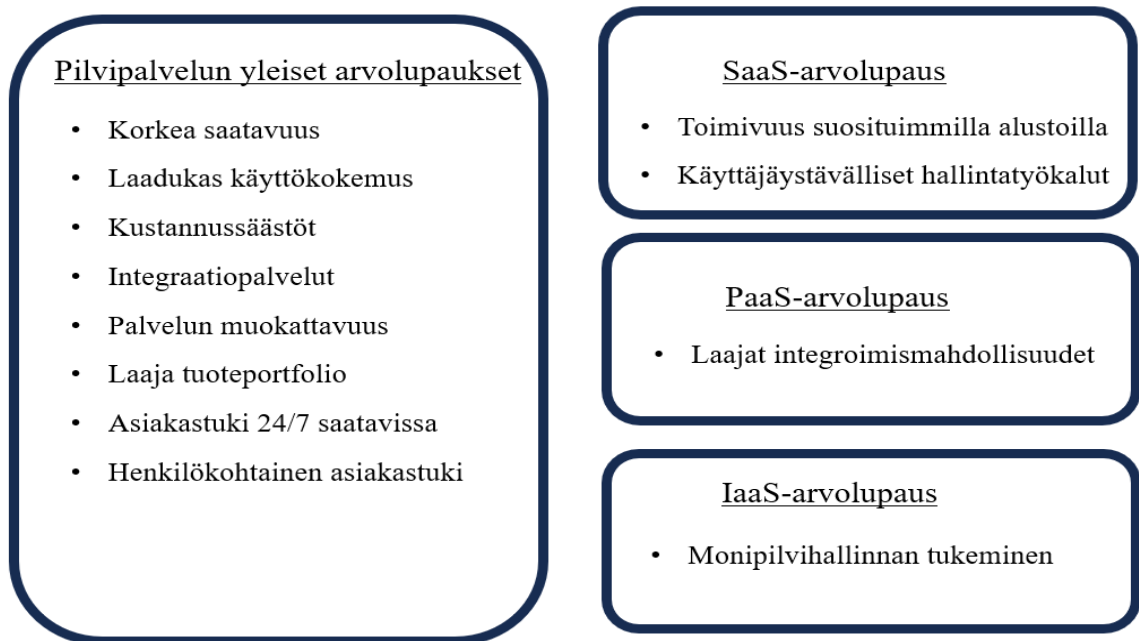 Pilvipalvelun yleiset arvolupaukset
• Korkea saatavuus
• Laadukas käyttökokemus
• Kustannussäästöt
• Integraatiopalvelut
• Palvelun muokattavuus
• Laaja tuoteportfolio
• Asiakastuki 24/7 saatavissa
• Henkilökohtainen asiakastuki
SaaS-arvolupaus
• Toimivuus suosituimmilla alustoilla
• Käyttäjäystävälliset hallintatyökalut
PaaS-arvolupaus
• Laajat integroimismahdollisuudet
IaaS-arvolupaus
• Monipilvihallinnan tukeminen